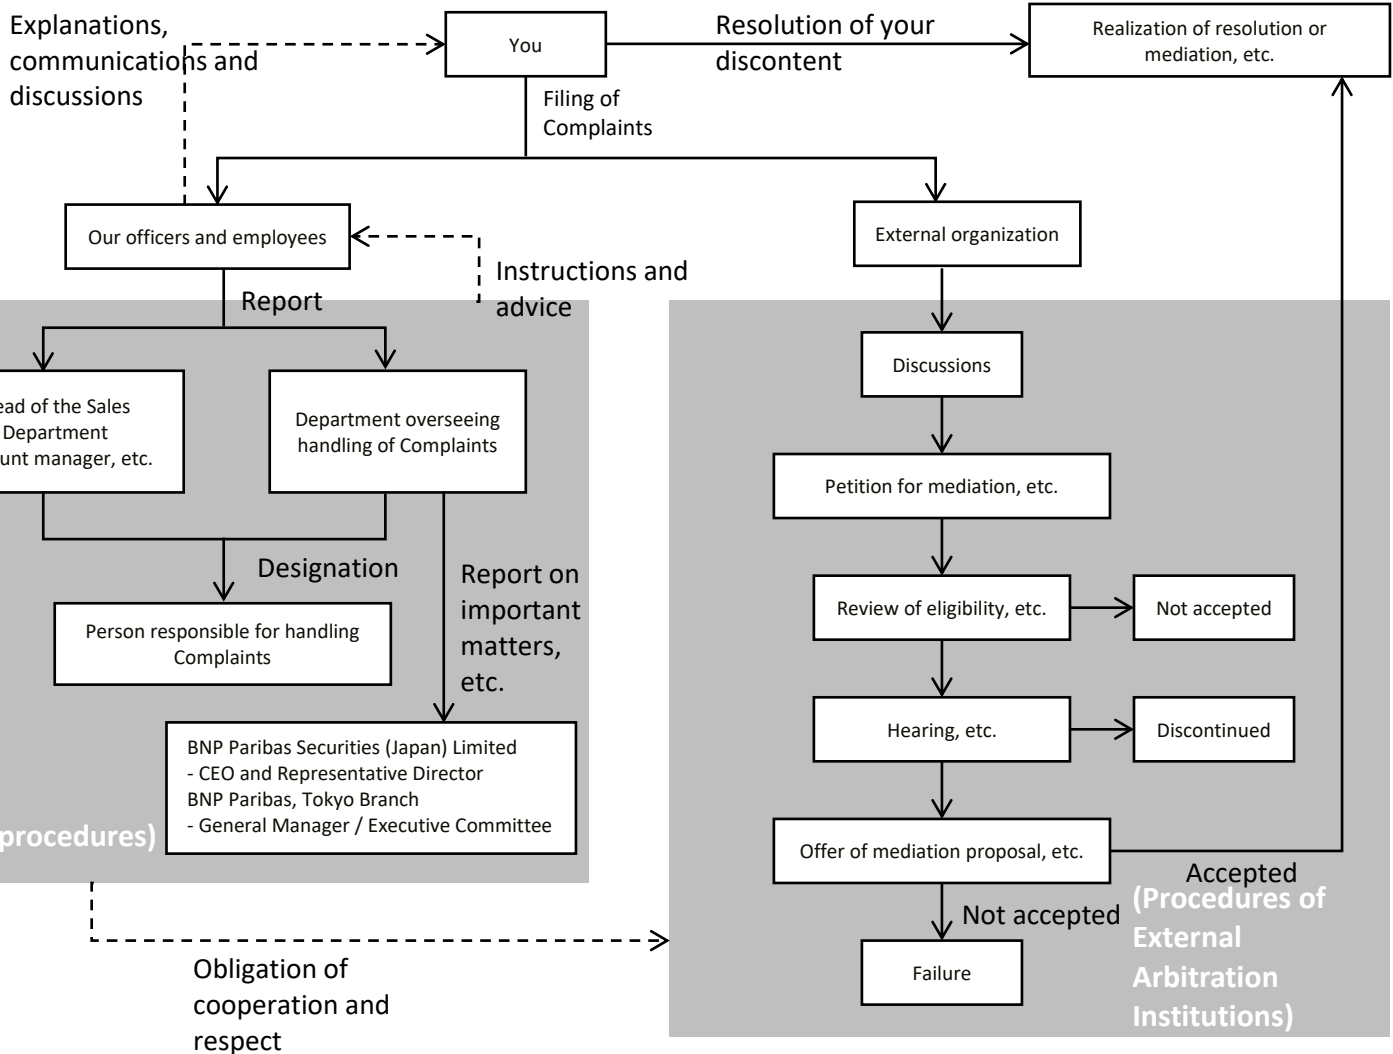 Explanations,
communications and
discussions
You
Resolution of your
discontent
Realization of resolution or
mediation, etc.
Filing of
Complaints
Our officers and employees
External organization
Instructions and
advice
Report
Discussions
ead of the Sales
Department
unt manager, etc.
Department overseeing
handling of Complaints
Petition for mediation, etc.
Designation
Report on
important
matters,
etc.
Person responsible for handling
Complaints
Review of eligibility, etc.
Not accepted
Hearing, etc.
Discontinued
BNP Paribas Securities (Japan) Limited
- CEO and Representative Director
BNP Paribas, Tokyo Branch
- General Manager / Executive Committee
procedures)
Offer of mediation proposal, etc.
Accepted
Not accepted
(Procedures of
External
Arbitration
Institutions)
Failure
Obligation of
cooperation and
respect